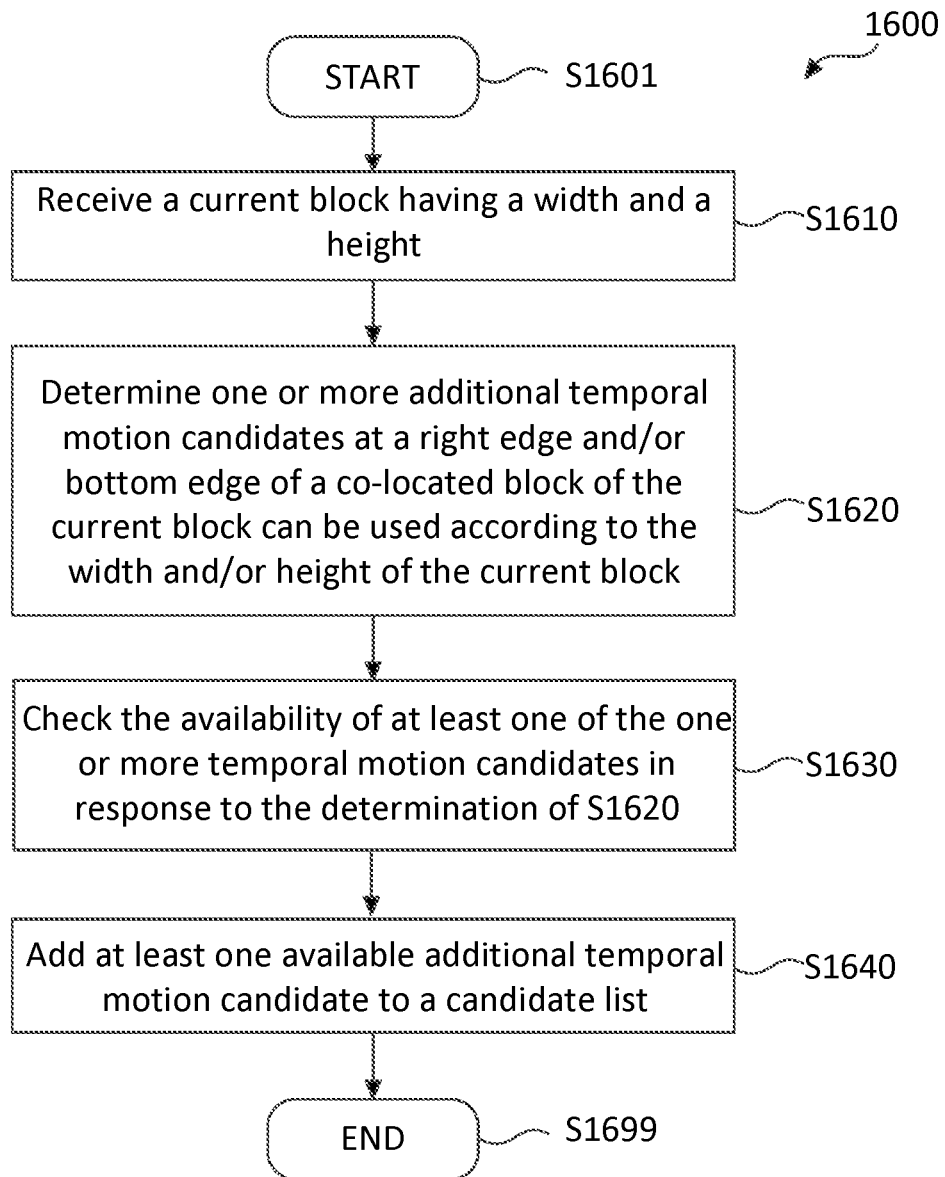 1600
START
S1601
Receive a current block having a width and a
height
S1610
Determine one or more additional temporal
motion candidates at a right edge and/or
bottom edge of a co-located block of the
current block can be used according to the
width and/or height of the current block
S1620
Check the availability of at least one of the one
or more temporal motion candidates in
response to the determination of S1620
S1630
Add at least one available additional temporal
motion candidate to a candidate list
S1640
END
S1699